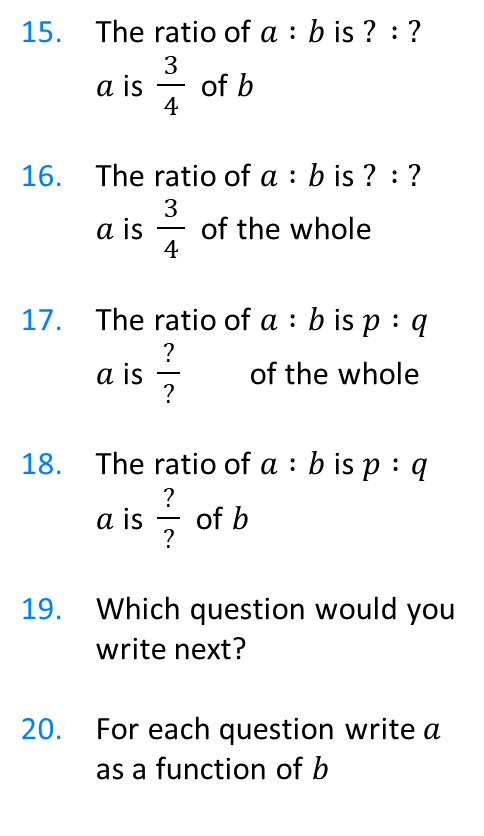 15. The ratio of a : b is ? : ?
a is 3/4 of b
16. The ratio of a : b is ? : ?
a is 3/4 of the whole
17. The ratio of a : b is p : q
a is ?/? of the whole
18. The ratio of a : b is p : q
a is ?/? of b
19. Which question would you
write next?
20. For each question write a
as a function of b